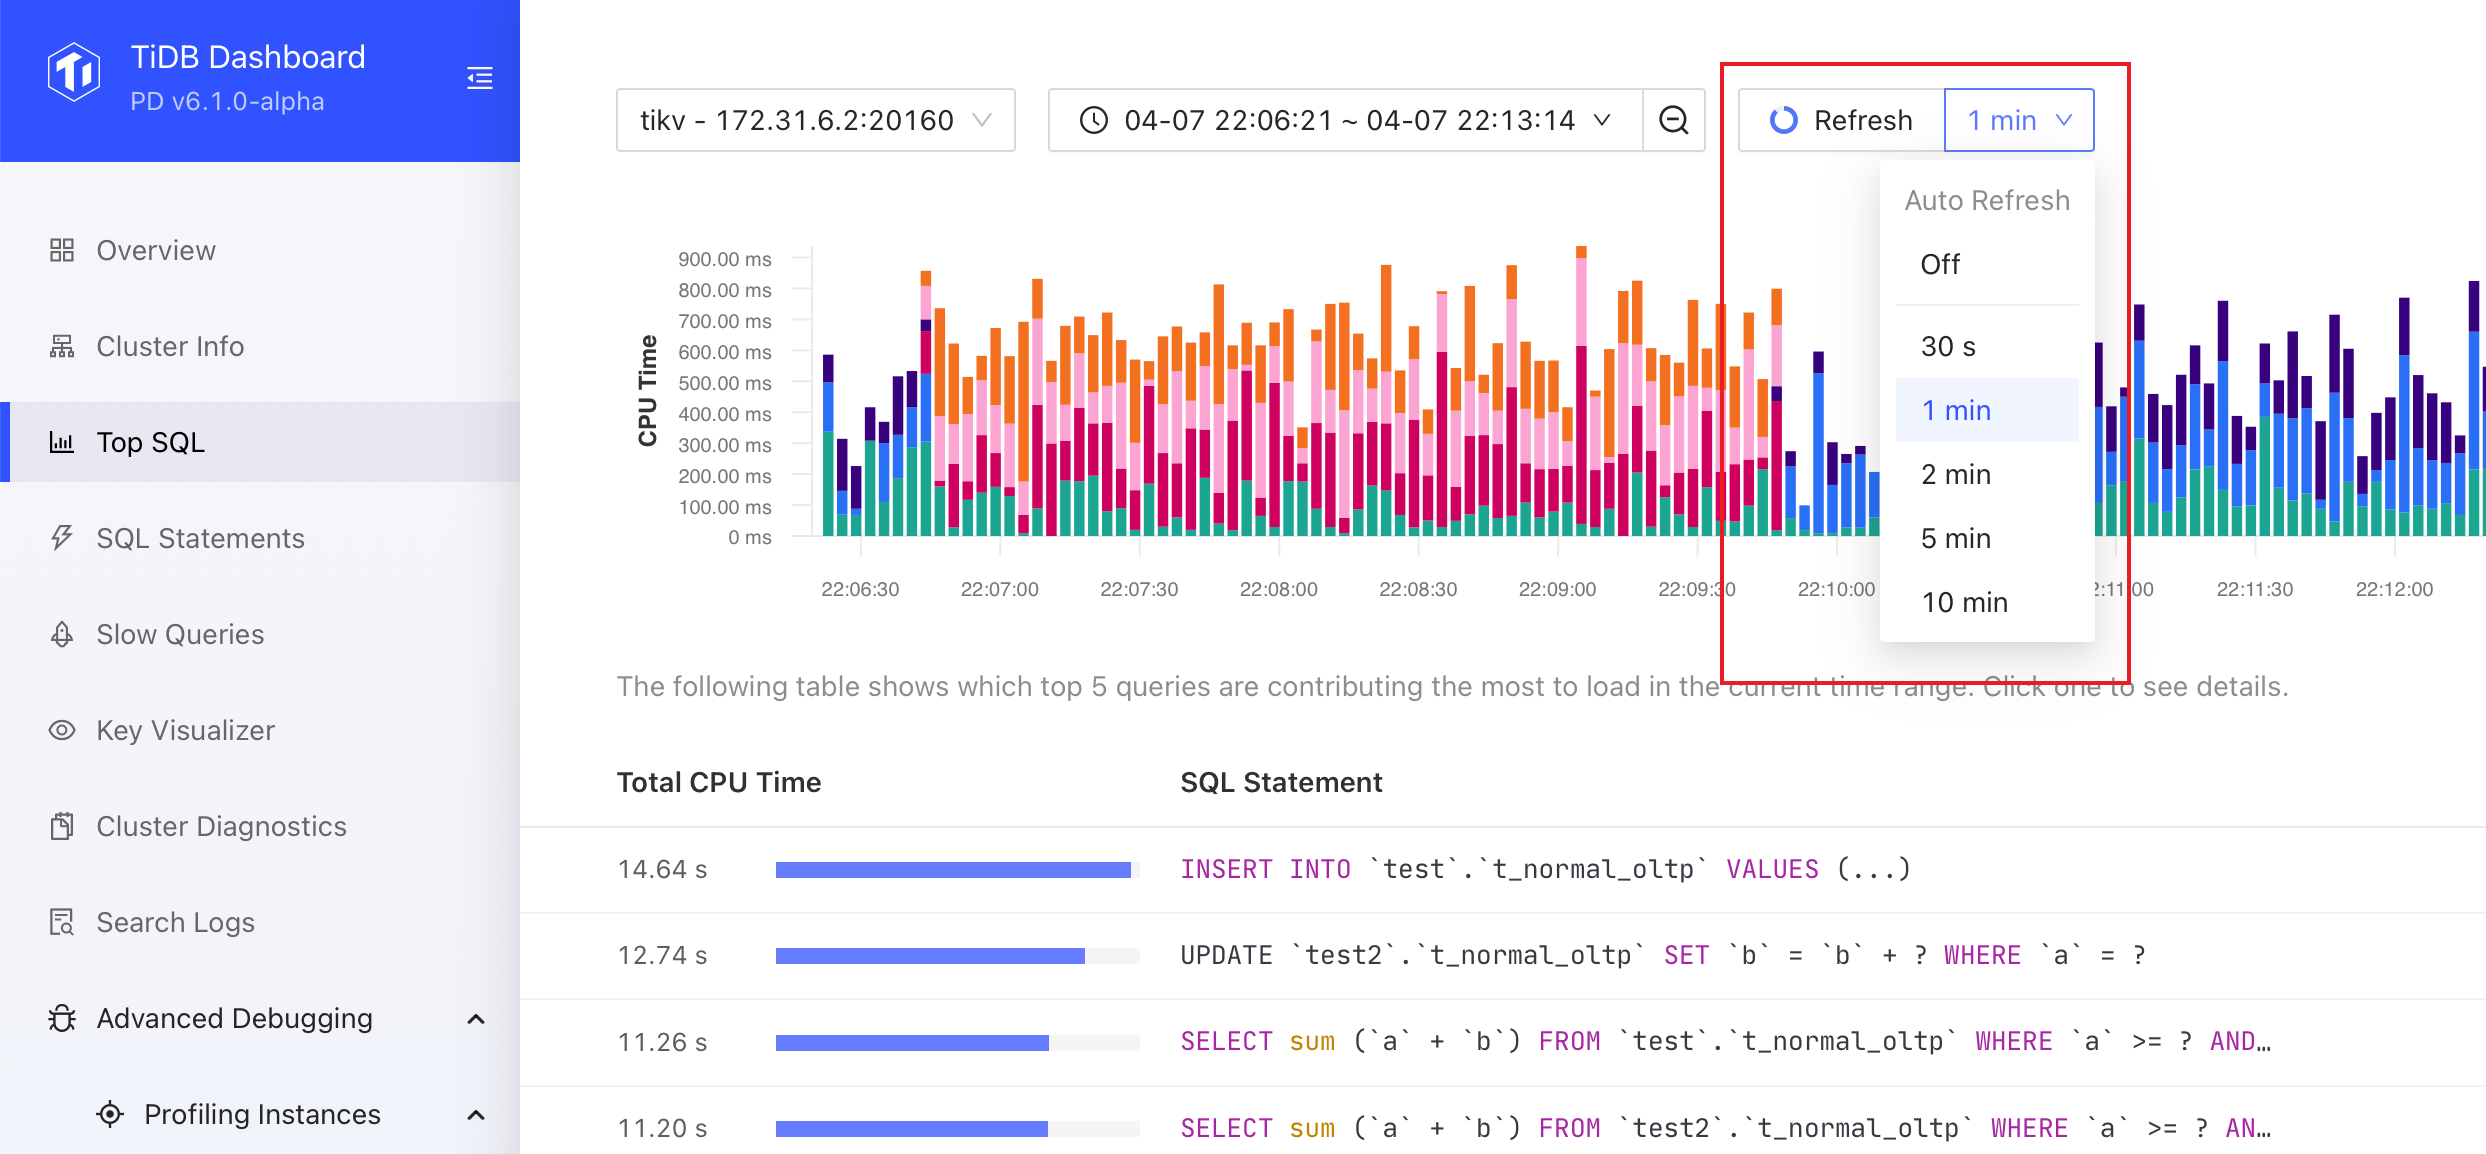 TiDB Dashboard
PD v6.1.0-alpha
Overview
Cluster Info
Top SQL
SQL Statements
Slow Queries
Key Visualizer
Cluster Diagnostics
Search Logs
Advanced Debugging
Profiling Instances
tikv - 172.31.6.2:20160
04-07 22:06:21 ~ 04-07 22:13:14
Refresh
1 min
Auto Refresh
Off
30 s
1 min
2 min
5 min
10 min
CPU Time
900.00 ms
800.00 ms
700.00 ms
600.00 ms
500.00 ms
400.00 ms
300.00 ms
200.00 ms
100.00 ms
0 ms
22:06:30 22:07:00 22:07:30 22:08:00 22:08:30 22:09:00 22:09:30 22:10:00 2:11:00 22:11:30 22:12:00
The following table shows which top 5 queries are contributing the most to load in the current time range. Click one to see details.
Total CPU Time SQL Statement
14.64 s INSERT INTO `test`.`t_normal_oltp` VALUES (...)
12.74 s UPDATE `test2`.`t_normal_oltp` SET `b` = `b` + ? WHERE `a` = ?
11.26 s SELECT sum (`a` + `b`) FROM `test`.`t_normal_oltp` WHERE `a` >= ? AND…
11.20 s SELECT sum (`a` + `b`) FROM `test2`.`t_normal_oltp` WHERE `a` >= ? AN…